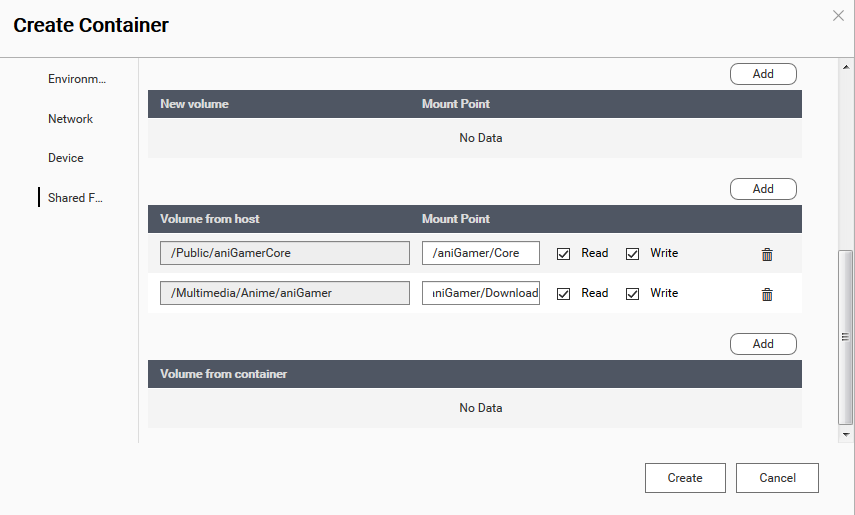 Create Container
Environm...
Network
Device
Shared F...
Add
New volume Mount Point
No Data
Add
Volume from host Mount Point
/Public/aniGamerCore /aniGamer/Core Read Write
/Multimedia/Anime/aniGamer niGamer/Download Read Write
Add
Volume from container
No Data
Create Cancel